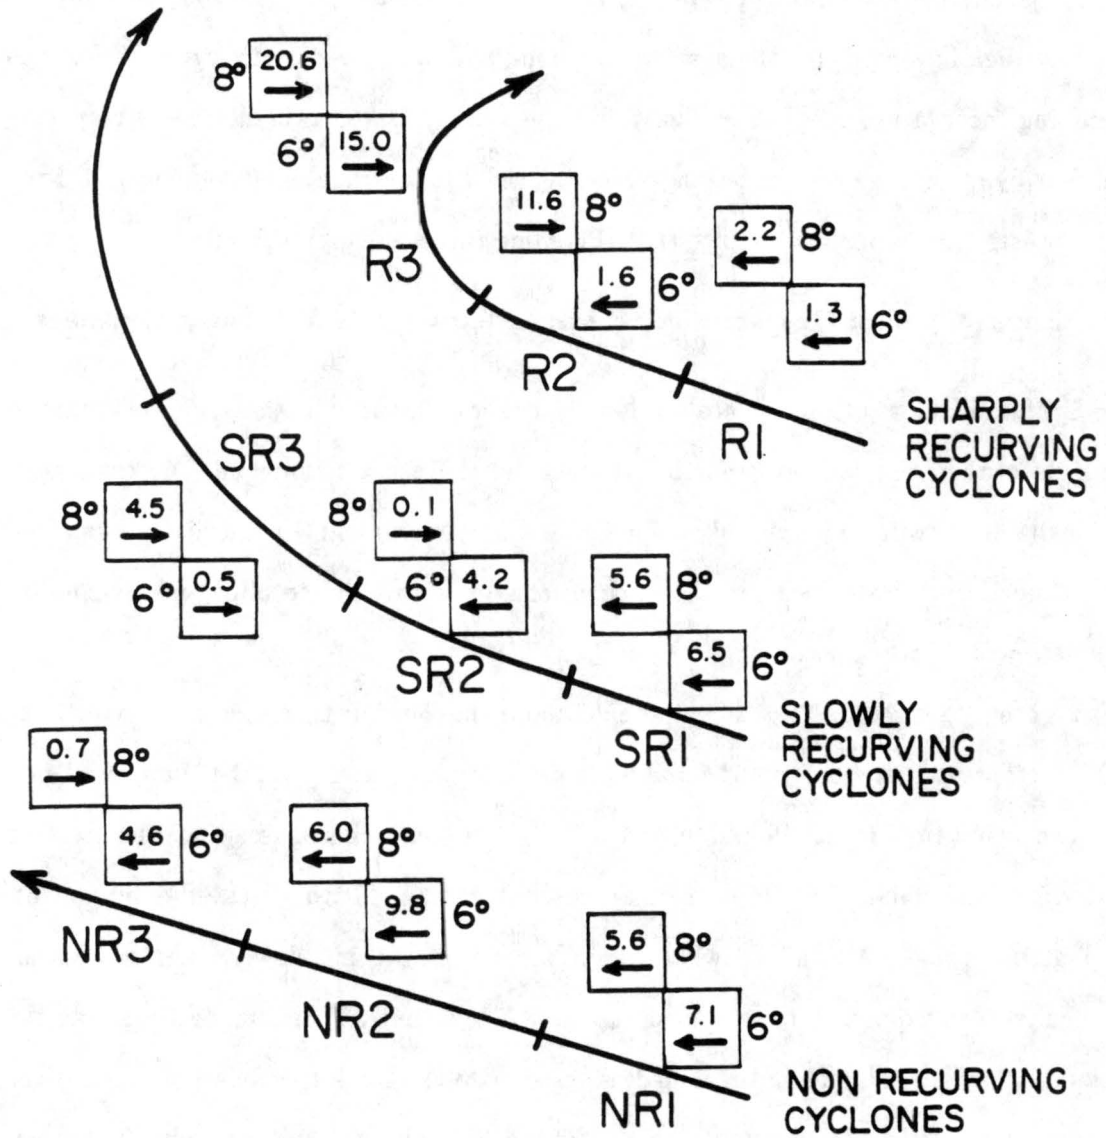 20.6
8°
15.0
6°
11.6
8°
1.6
6°
2.2
8°
1.3
6°
R3
R2
R1
SHARPLY
RECURVING
CYCLONES
SR3
8°
4.5
6°
0.5
8°
0.1
6°
4.2
5.6
8°
6.5
6°
SR2
SR1
SLOWLY
RECURVING
CYCLONES
0.7
8°
4.6
6°
6.0
8°
9.8
6°
5.6
8°
7.1
6°
NR3
NR2
NR1
NON RECURVING
CYCLONES